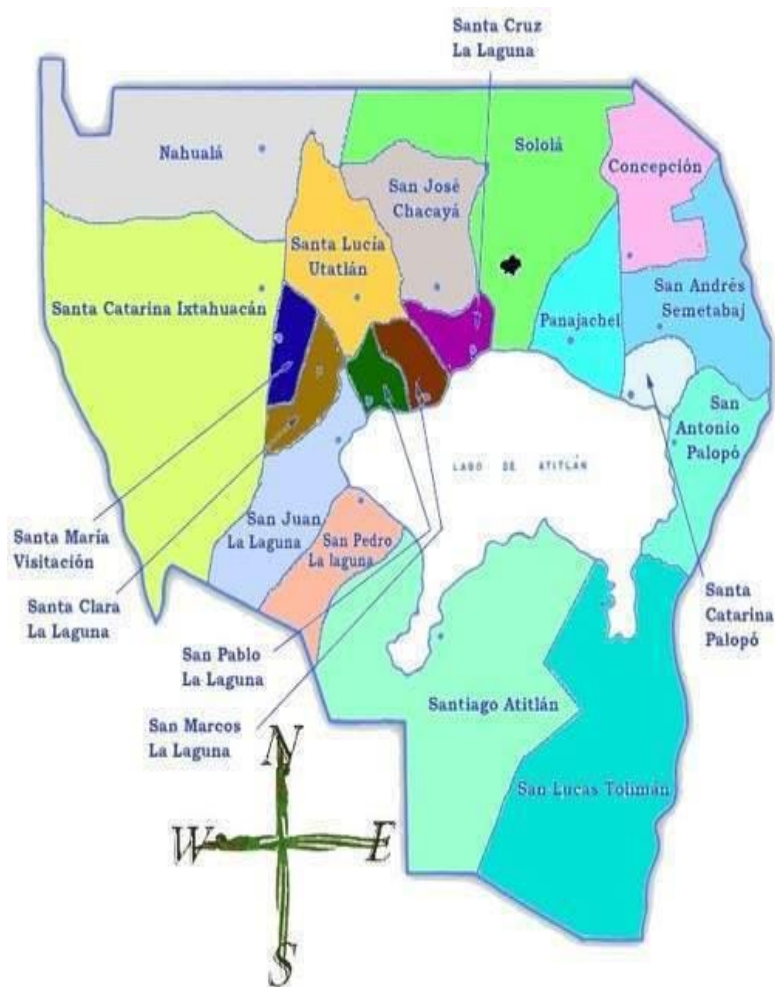 Santa Cruz
La Laguna
Nahualá
Sololá
Concepción
San José
Chacayá
Santa Lucía
Utatlán
Santa Catarina Ixtahuacán
San Andrés
Semetabaj
Panajachel
San
Antonio
Palopó
LAGO DE ATITLÁN
Santa María
Visitación
San Juan
La Laguna
San Pedro
La laguna
Santa Clara
La Laguna
Santa
Catarina
Palopó
San Pablo
La Laguna
Santiago Atitlán
San Marcos
La Laguna
San Lucas Tolimán
N
W
E
S